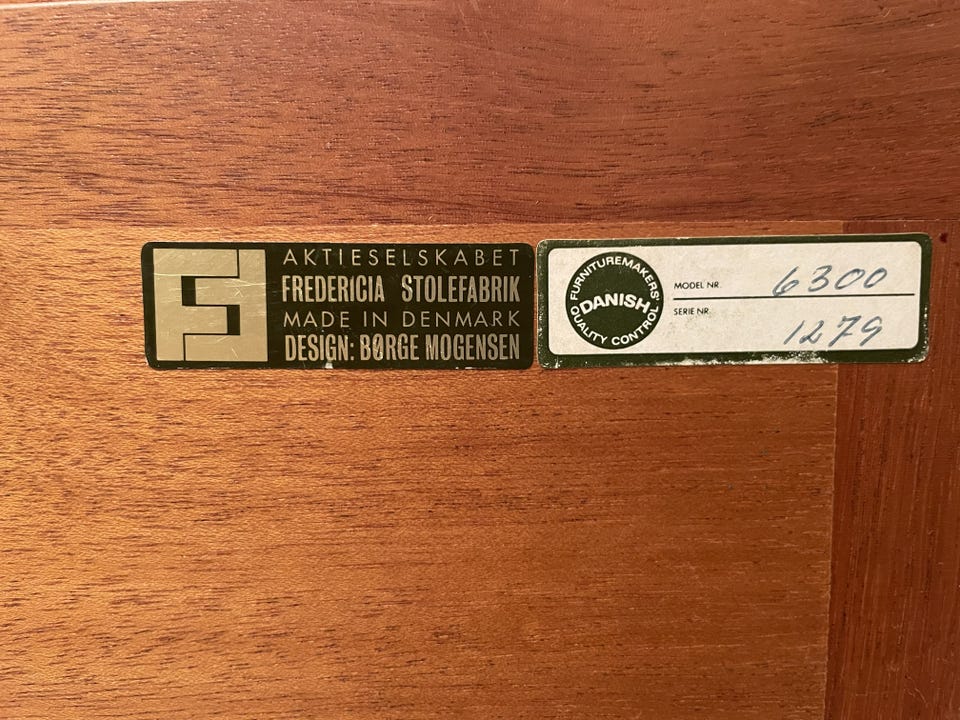 AKTIESELSKABET
FREDERICIA STOLEFABRIK
MADE IN DENMARK
DESIGN: BØRGE MOGENSEN
FURNITUREMAKERS'
DANISH
QUALITY CONTROL
MODEL NR. 6300
SERIE NR. 1279